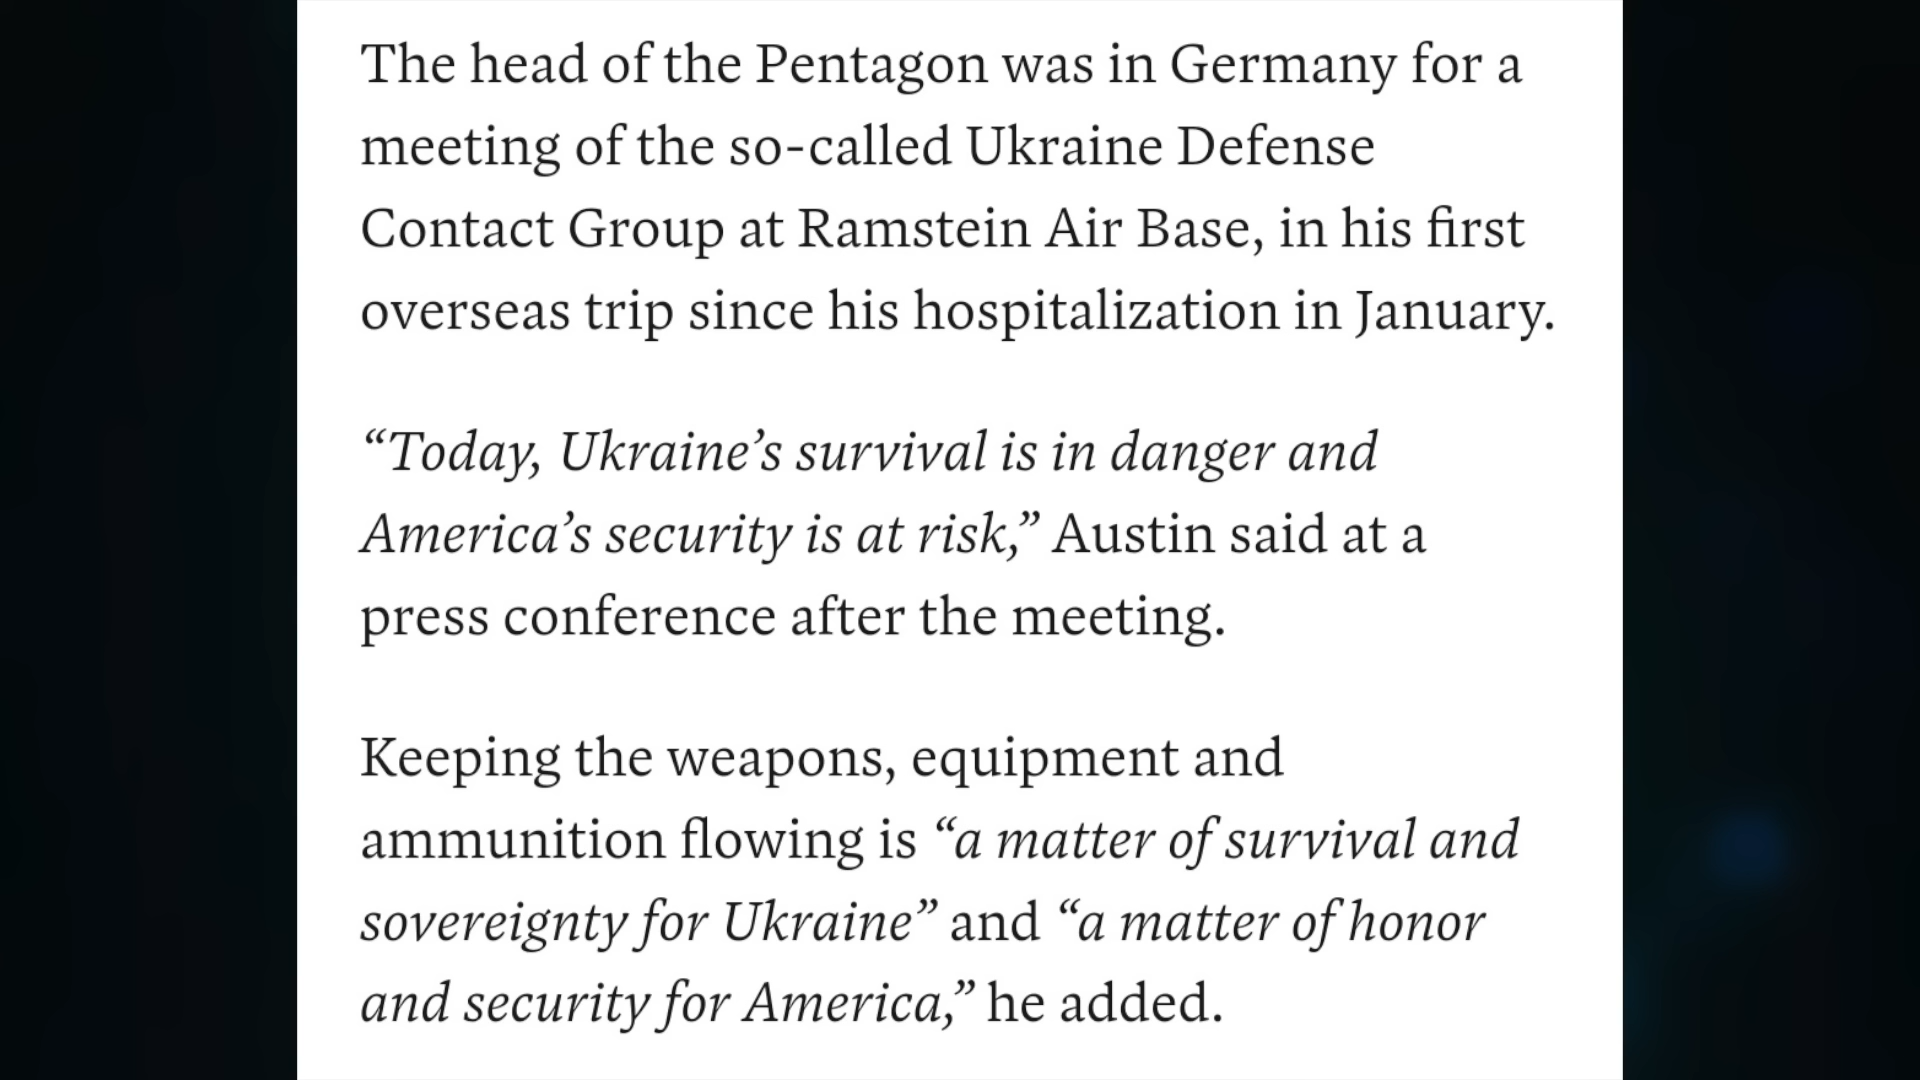 The head of the Pentagon was in Germany for a
meeting of the so-called Ukraine Defense
Contact Group at Ramstein Air Base, in his first
overseas trip since his hospitalization in January.
“Today, Ukraine’s survival is in danger and
America’s security is at risk,” Austin said at a
press conference after the meeting.
Keeping the weapons, equipment and
ammunition flowing is “a matter of survival and
sovereignty for Ukraine” and “a matter of honor
and security for America,” he added.